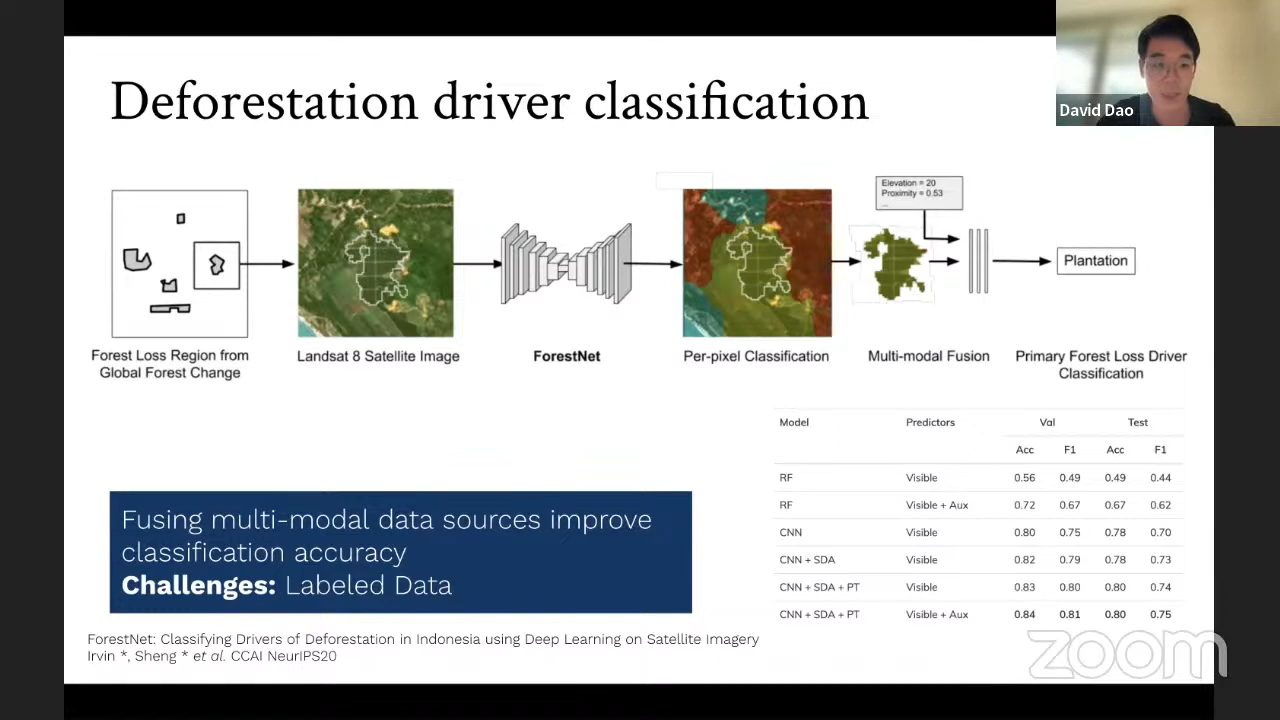 Deforestation driver classification
David Dao
Elevation = 20
Proximity = 0.53
...
Plantation
Forest Loss Region from
Global Forest Change
Landsat 8 Satellite Image
ForestNet
Per-pixel Classification
Multi-modal Fusion
Primary Forest Loss Driver
Classification
Model Predictors Val Test
Acc F1 Acc F1
RF Visible 0.56 0.49 0.49 0.44
RF Visible + Aux 0.72 0.67 0.67 0.62
CNN Visible 0.80 0.75 0.78 0.70
CNN + SDA Visible 0.82 0.79 0.78 0.73
CNN + SDA + PT Visible 0.83 0.80 0.80 0.74
CNN + SDA + PT Visible + Aux 0.84 0.81 0.80 0.75
Fusing multi-modal data sources improve
classification accuracy
Challenges: Labeled Data
ForestNet: Classifying Drivers of Deforestation in Indonesia using Deep Learning on Satellite Imagery
Irvin *, Sheng * et al. CCAI NeurIPS20
zoom